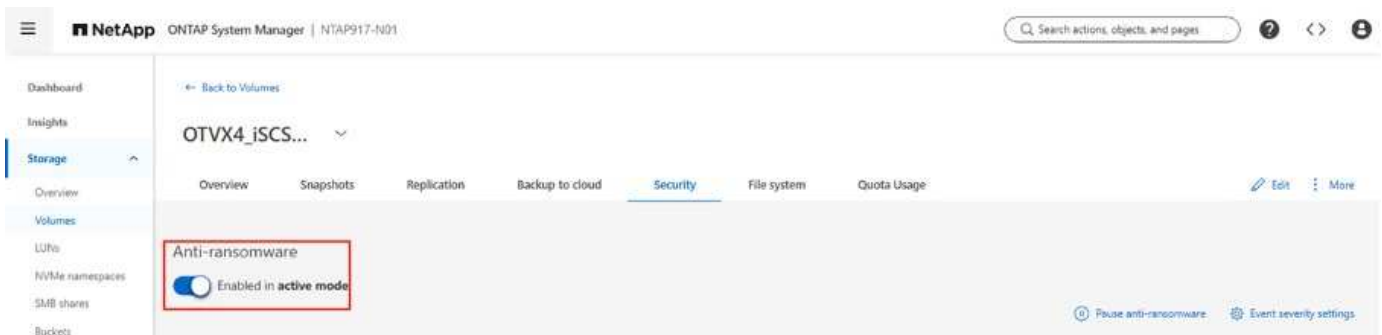 NetApp ONTAP System Manager | NTAP917-N01 Search actions, objects, and pages
Dashboard
← Back to Volumes
Insights
OTVX4_iSCS...
Storage
Overview Snapshots Replication Backup to cloud Security File system Quota Usage Edit More
Overview
Volumes
LUNs
Anti-ransomware
NVMe namespaces
Enabled in active mode
SMB shares
Pause anti-ransomware Event severity settings
Buckets